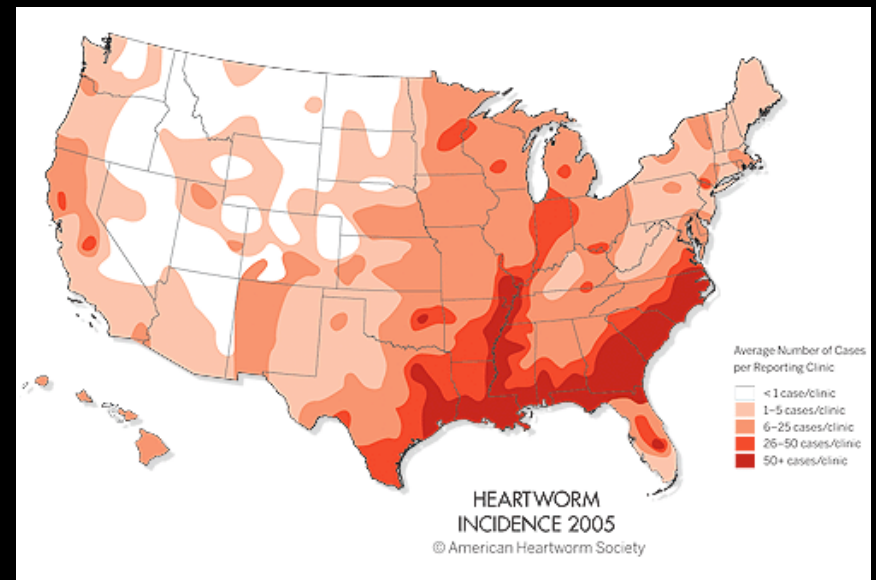 Average Number of Cases
per Reporting Clinic
< 1 case/clinic
1–5 cases/clinic
6–25 cases/clinic
26–50 cases/clinic
50+ cases/clinic
HEARTWORM
INCIDENCE 2005
© American Heartworm Society